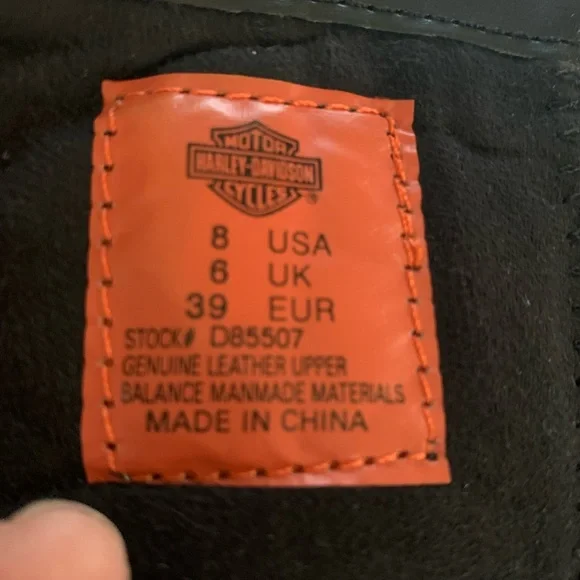 MOTOR
HARLEY-DAVIDSON
CYCLES ®
8 USA
6 UK
39 EUR
STOCK# D85507
GENUINE LEATHER UPPER
BALANCE MANMADE MATERIALS
MADE IN CHINA